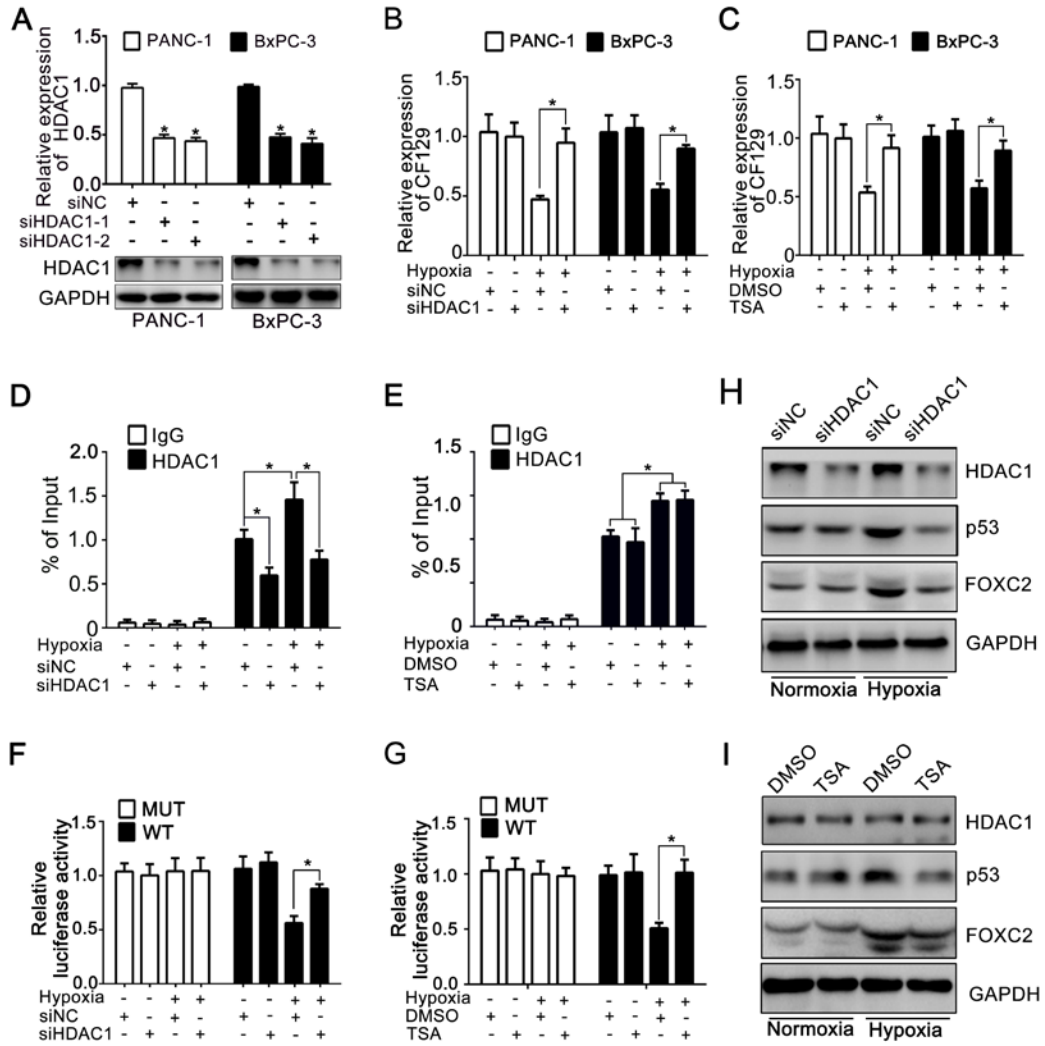 A
PANC-1 BxPC-3
Relative expression
of HDAC1
1.5
1.0
0.5
0.0
* * * *
siNC + - - + - -
siHDAC1-1 - + - - + -
siHDAC1-2 - - + - - +
HDAC1
GAPDH
PANC-1 BxPC-3
B
PANC-1 BxPC-3
Relative expression
of CF129
1.5
1.0
0.5
0
* *
Hypoxia - - + + - - + +
siNC + - + - + - + -
siHDAC1 - + - + - + - +
C
PANC-1 BxPC-3
Relative expression
of CF129
1.5
1.0
0.5
0
* *
Hypoxia - - + + - - + +
DMSO + - + - + - + -
TSA - + - + - + - +
D
IgG
HDAC1
% of Input
2.0
1.5
1.0
0.5
0
* * *
Hypoxia - - + + - - + +
siNC + - + - + - + -
siHDAC1 - + - + - + - +
E
IgG
HDAC1
% of Input
1.5
1.0
0.5
0
*
Hypoxia - - + + - - + +
DMSO + - + - + - + -
TSA - + - + - + - +
H
siNC siHDAC1 siNC siHDAC1
HDAC1
p53
FOXC2
GAPDH
Normoxia Hypoxia
F
MUT
WT
Relative
luciferase activity
1.5
1.0
0.5
0.0
*
Hypoxia - - + + - - + +
siNC + - + - + - + -
siHDAC1 - + - + - + - +
G
MUT
WT
Relative
luciferase activity
1.5
1.0
0.5
0.0
*
Hypoxia - - + + - - + +
DMSO + - + - + - + -
TSA - + - + - + - +
I
DMSO TSA DMSO TSA
HDAC1
p53
FOXC2
GAPDH
Normoxia Hypoxia